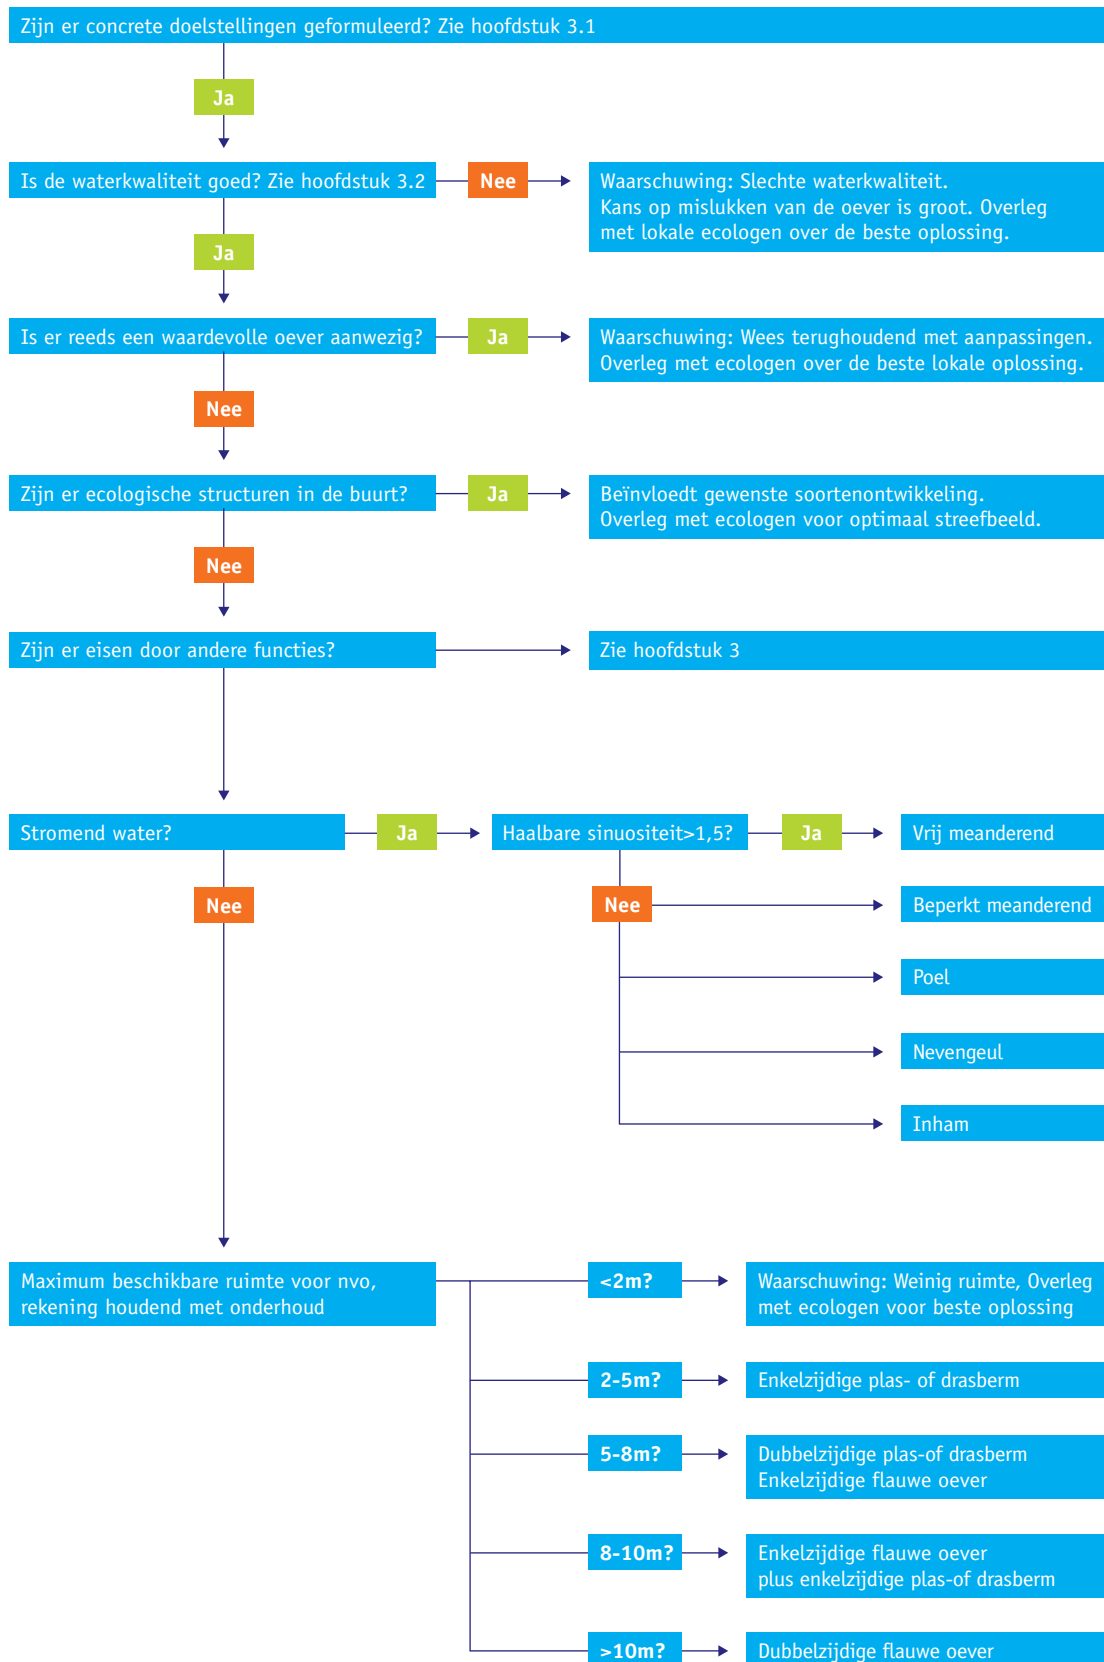 Zijn er concrete doelstellingen geformuleerd? Zie hoofdstuk 3.1
Ja
Is de waterkwaliteit goed? Zie hoofdstuk 3.2
Nee
Waarschuwing: Slechte waterkwaliteit.
Kans op mislukken van de oever is groot. Overleg
met lokale ecologen over de beste oplossing.
Ja
Is er reeds een waardevolle oever aanwezig?
Ja
Waarschuwing: Wees terughoudend met aanpassingen.
Overleg met ecologen over de beste lokale oplossing.
Nee
Zijn er ecologische structuren in de buurt?
Ja
Beïnvloedt gewenste soortenontwikkeling.
Overleg met ecologen voor optimaal streefbeeld.
Nee
Zijn er eisen door andere functies?
Zie hoofdstuk 3
Stromend water?
Ja
Haalbare sinuositeit>1,5?
Ja
Vrij meanderend
Nee
Nee
Beperkt meanderend
Poel
Nevengeul
Inham
Maximum beschikbare ruimte voor nvo,
rekening houdend met onderhoud
<2m?
Waarschuwing: Weinig ruimte, Overleg
met ecologen voor beste oplossing
2-5m?
Enkelzijdige plas- of drasberm
5-8m?
Dubbelzijdige plas-of drasberm
Enkelzijdige flauwe oever
8-10m?
Enkelzijdige flauwe oever
plus enkelzijdige plas-of drasberm
>10m?
Dubbelzijdige flauwe oever